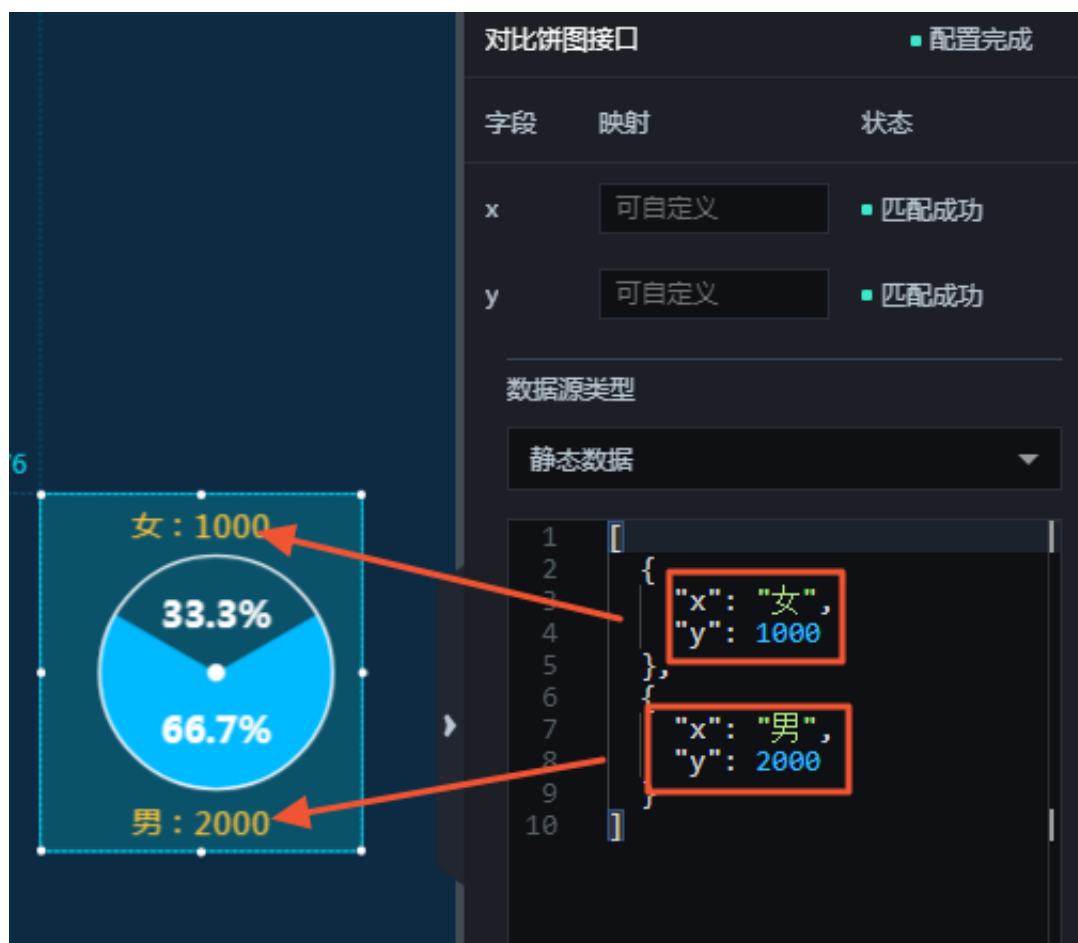 对比饼图接口 配置完成
字段 映射 状态
x 可自定义 匹配成功
y 可自定义 匹配成功
数据源类型
静态数据
76
女：1000
33.3%
66.7%
男：2000
1 [
2 {
3 "x": "女",
4 "y": 1000
5 },
6 {
7 "x": "男",
8 "y": 2000
9 }
10 ]